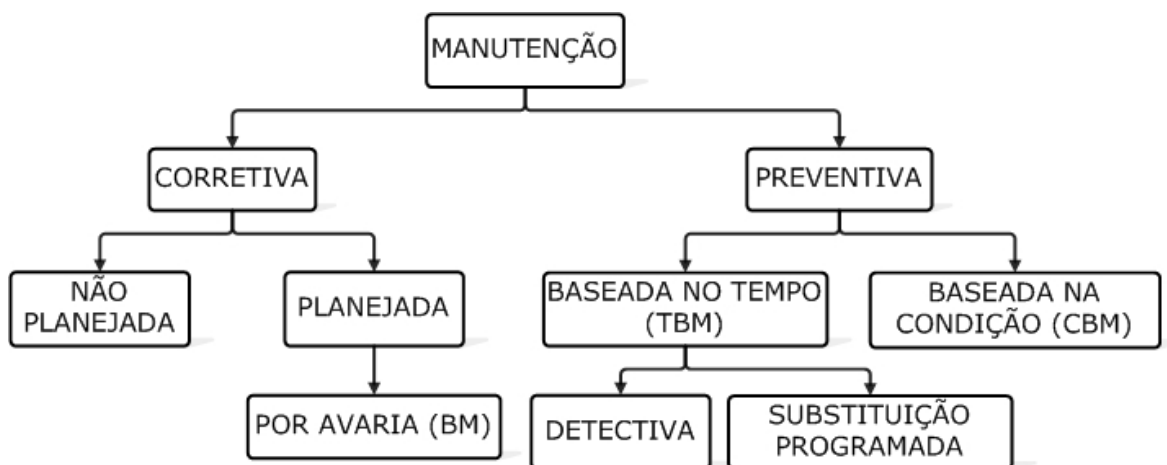 MANUTENÇÃO
CORRETIVA
PREVENTIVA
NÃO
PLANEJADA
PLANEJADA
BASEADA NO TEMPO
(TBM)
BASEADA NA
CONDIÇÃO (CBM)
POR AVARIA (BM)
DETECTIVA
SUBSTITUIÇÃO
PROGRAMADA